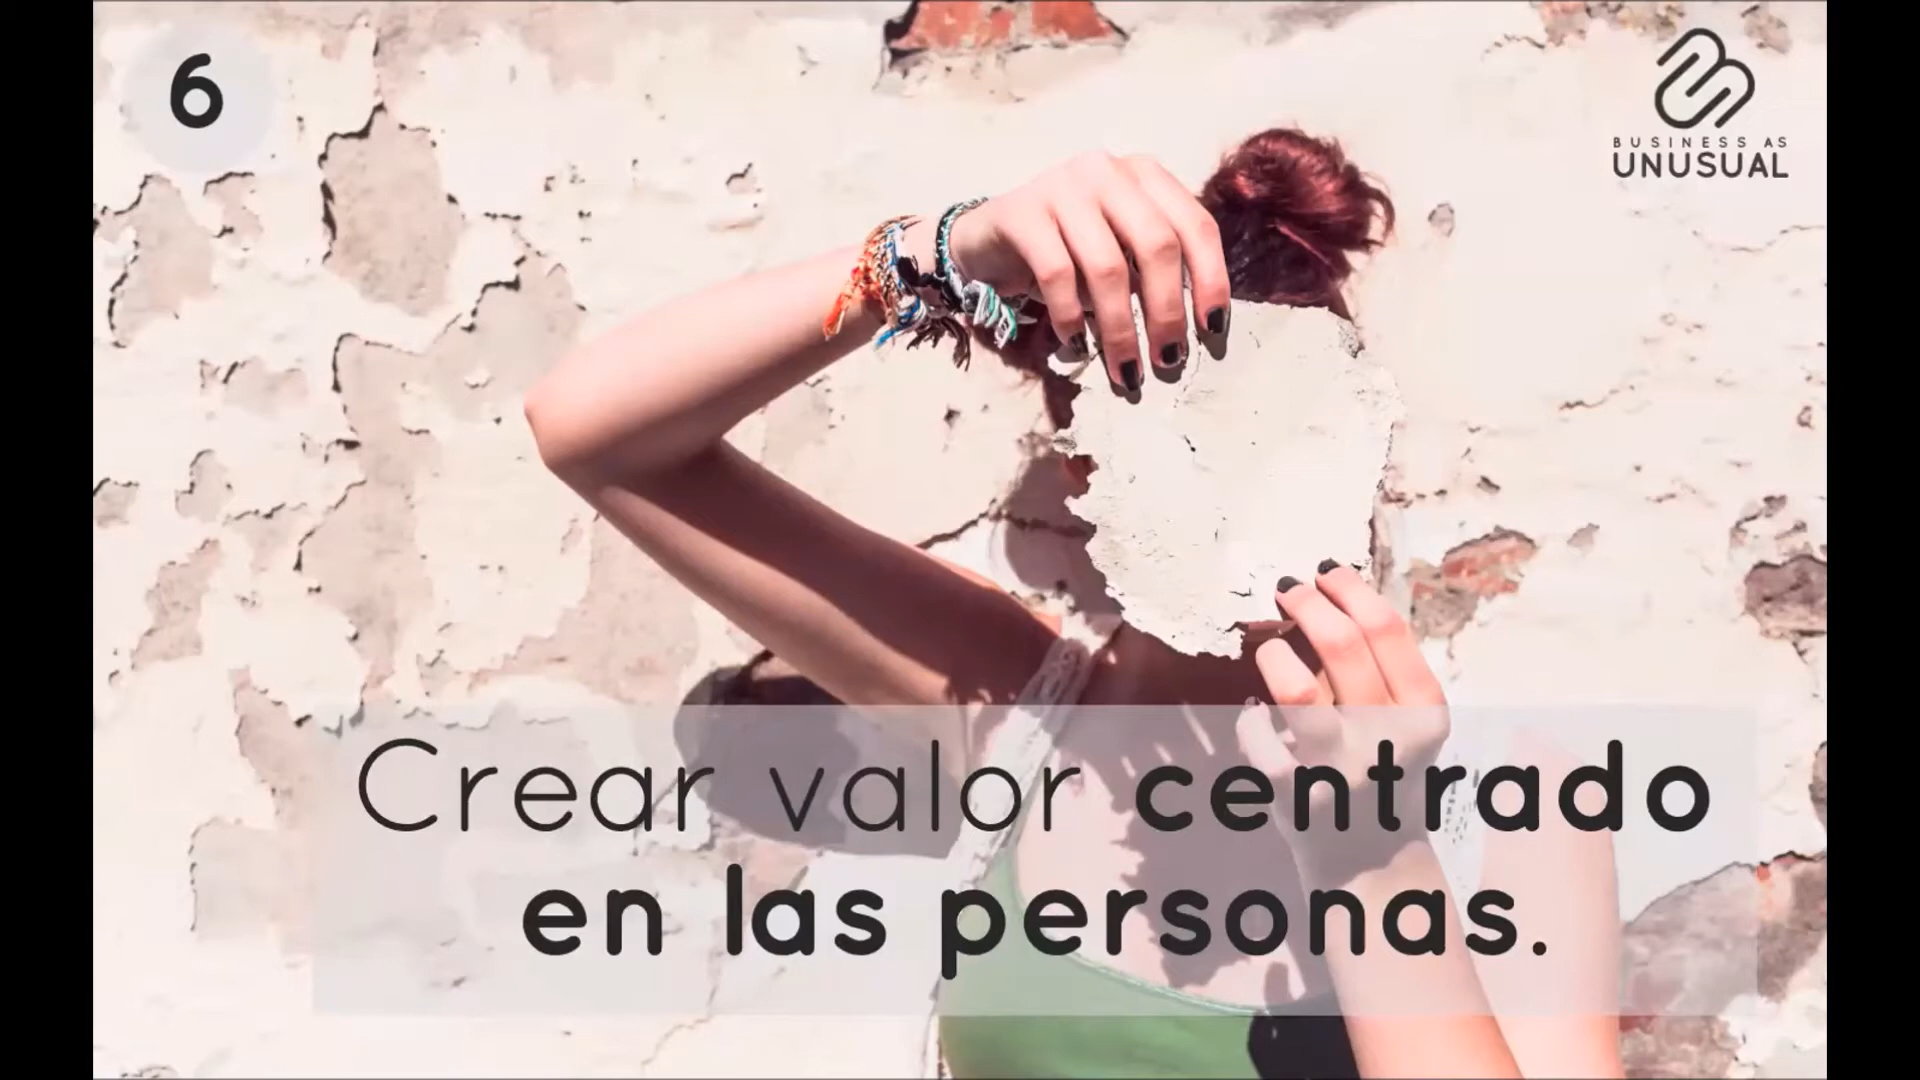 6
BUSINESS AS
UNUSUAL
Crear valor centrado
en las personas.